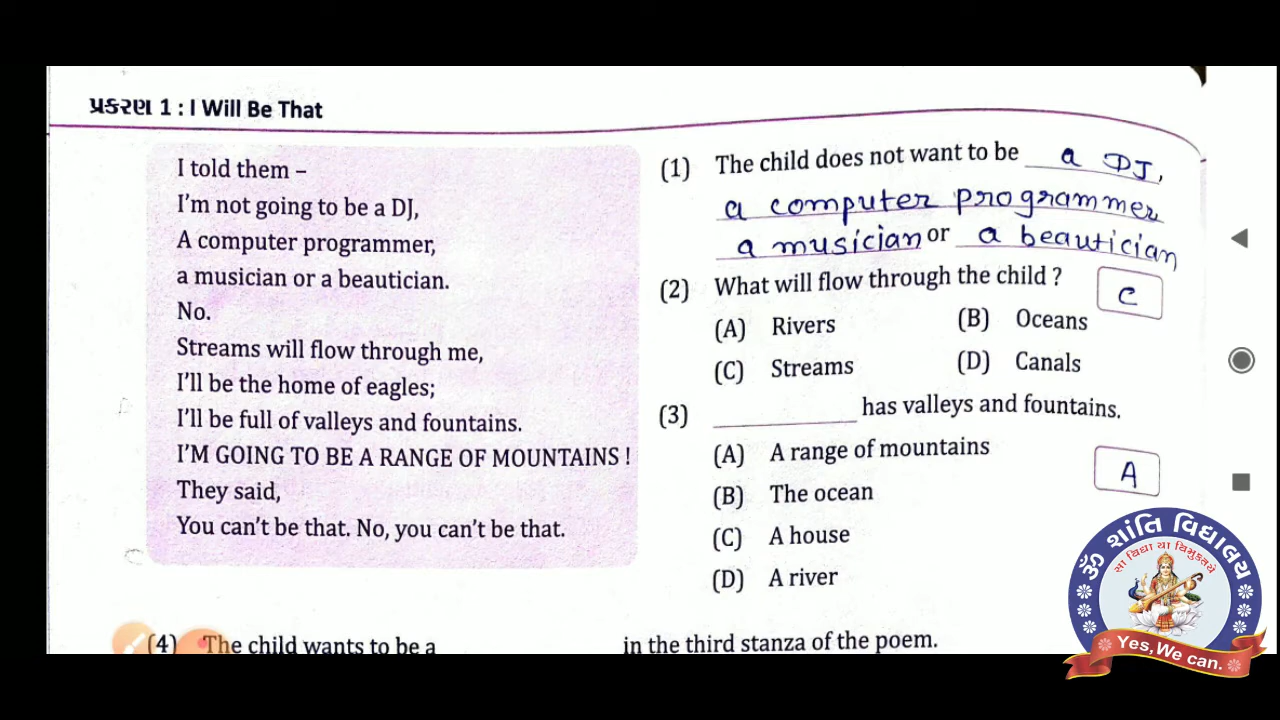 પ્રકરણ 1 : I Will Be That
I told them –
I'm not going to be a DJ,
A computer programmer,
a musician or a beautician.
No.
Streams will flow through me,
I'll be the home of eagles;
I'll be full of valleys and fountains.
I'M GOING TO BE A RANGE OF MOUNTAINS !
They said,
You can't be that. No, you can't be that.
(1) The child does not want to be a DJ,
a computer programmer
a musician or a beautician
(2) What will flow through the child ? C
(A) Rivers (B) Oceans
(C) Streams (D) Canals
(3) ____________ has valleys and fountains.
(A) A range of mountains
A
(B) The ocean
(C) A house
(D) A river
(4) The child wants to be a ____________ in the third stanza of the poem.
ૐ શાંતિ વિદ્યાલય
સા વિદ્યા યા વિમુક્તયે
Yes, We can.